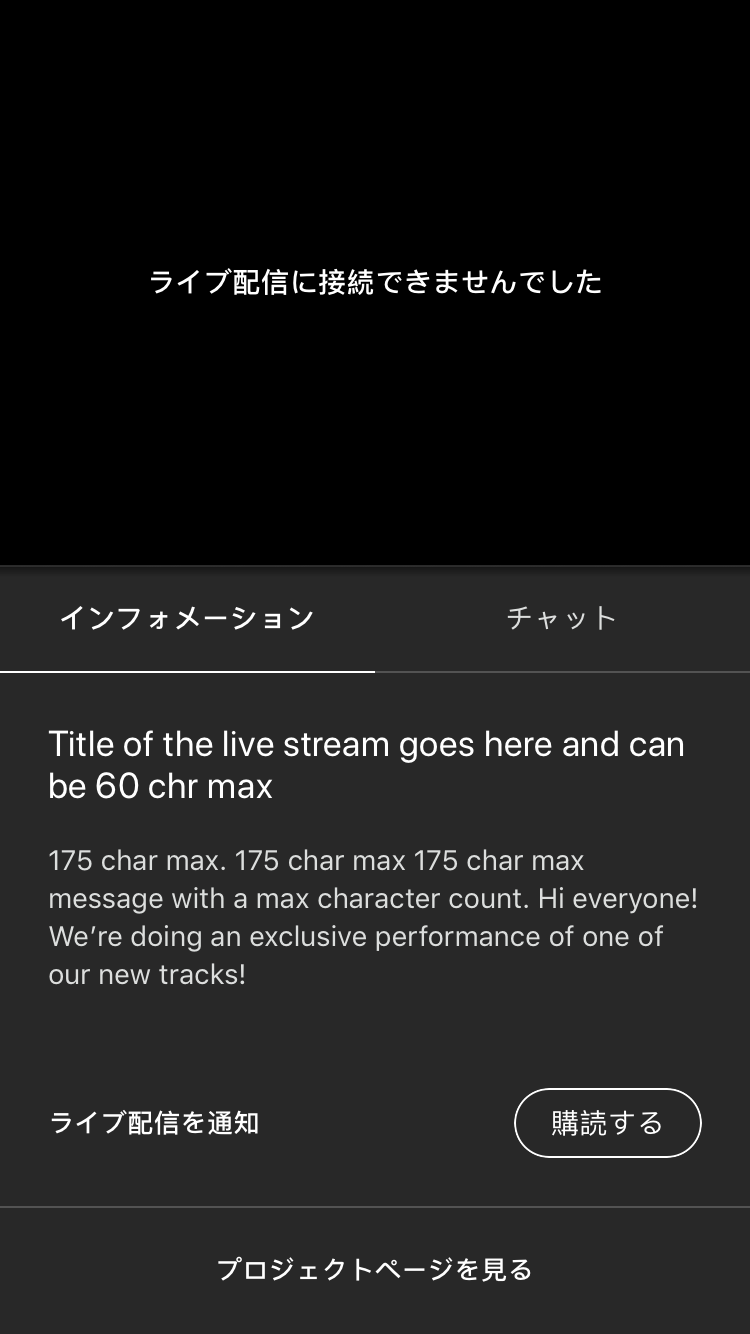 ライブ配信に接続できませんでした
インフォメーション
チャット
Title of the live stream goes here and can
be 60 chr max
175 char max. 175 char max 175 char max
message with a max character count. Hi everyone!
We’re doing an exclusive performance of one of
our new tracks!
ライブ配信を通知
購読する
プロジェクトページを見る